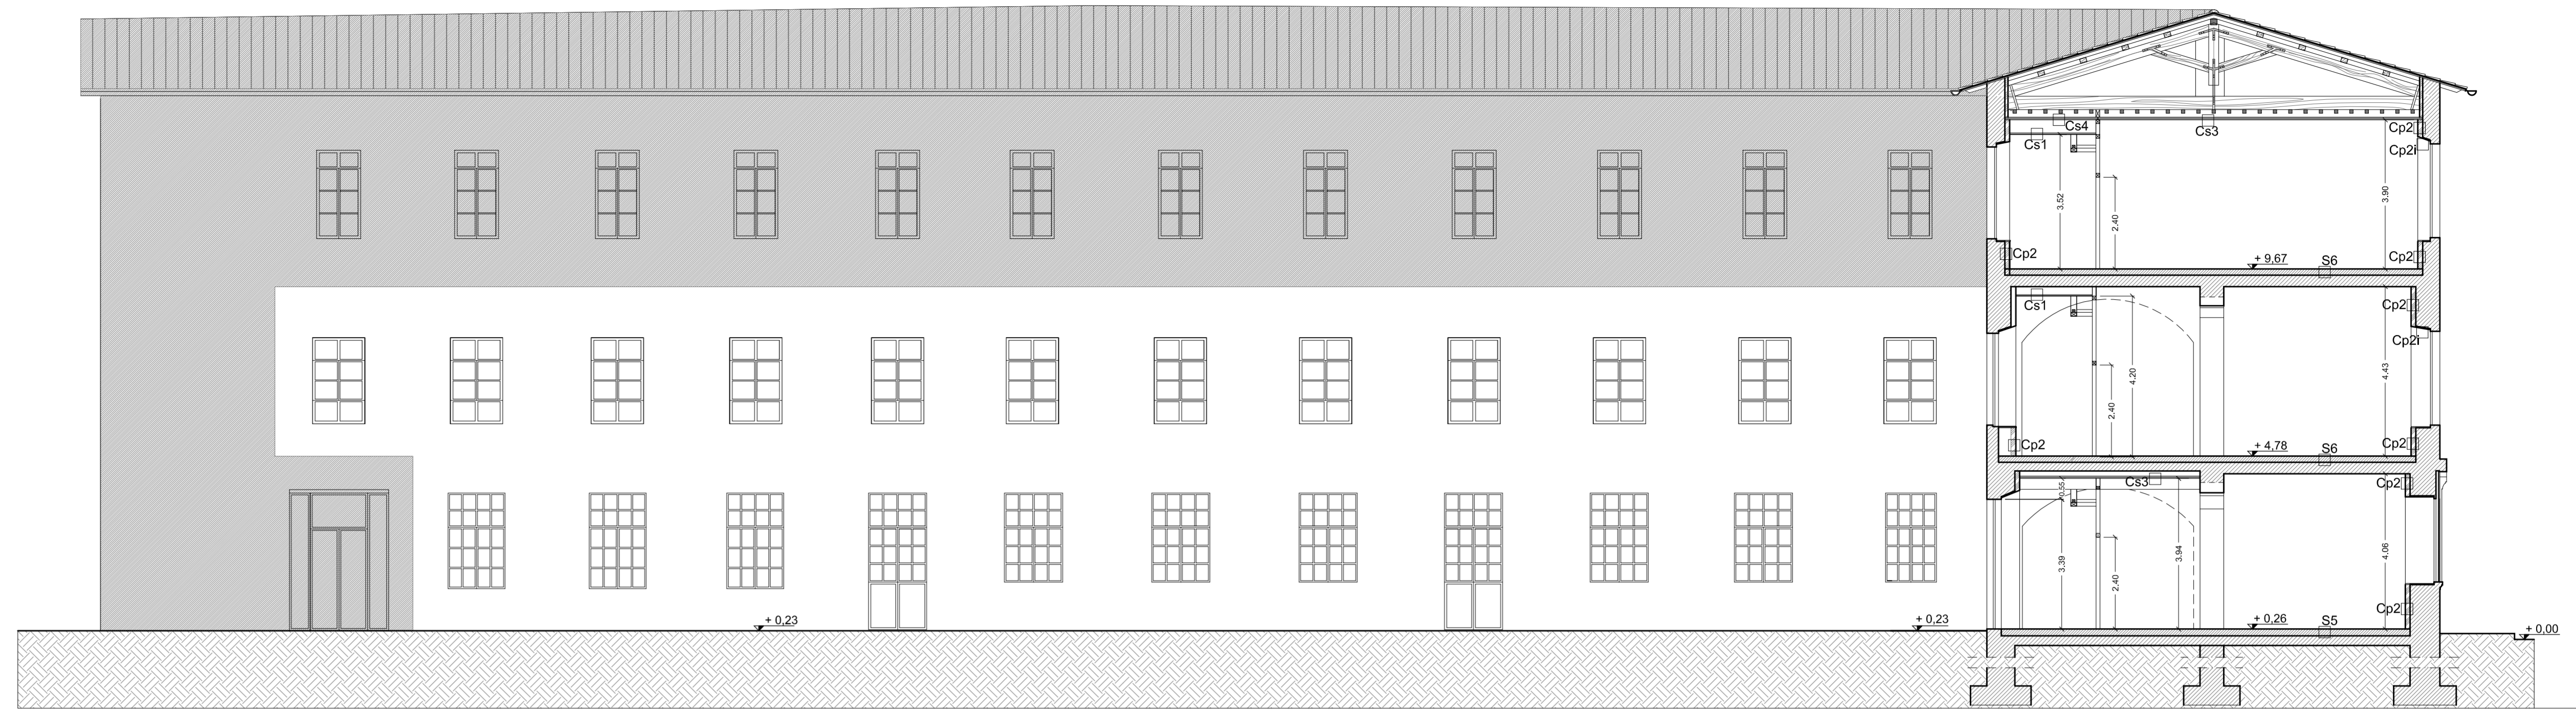 Cs4
Cs3
Cp2
Cs1
Cp2i
3.52
3.90
2.40
Cp2
Cp2
+ 9,67
S6
Cs1
Cp2
Cp2i
4.20
4.43
2.40
Cp2
Cp2
+ 4,78
S6
Cs3
Cp2
0.55
3.39
3.94
4.06
2.40
Cp2
+ 0,23
+ 0,23
+ 0,26
S5
+ 0,00